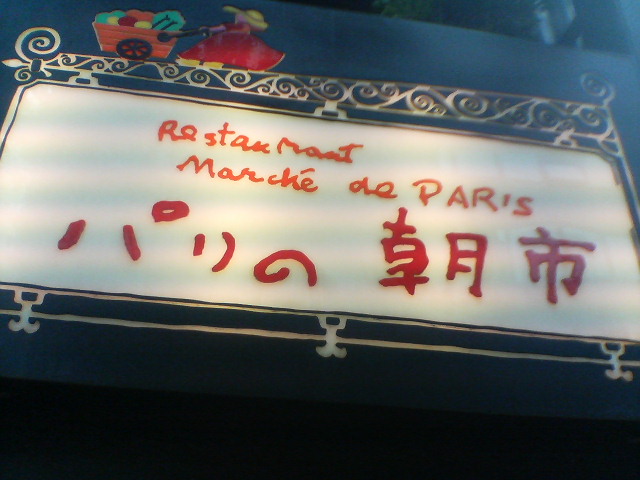 Restaurant
Marché de PARIS
パリの朝市